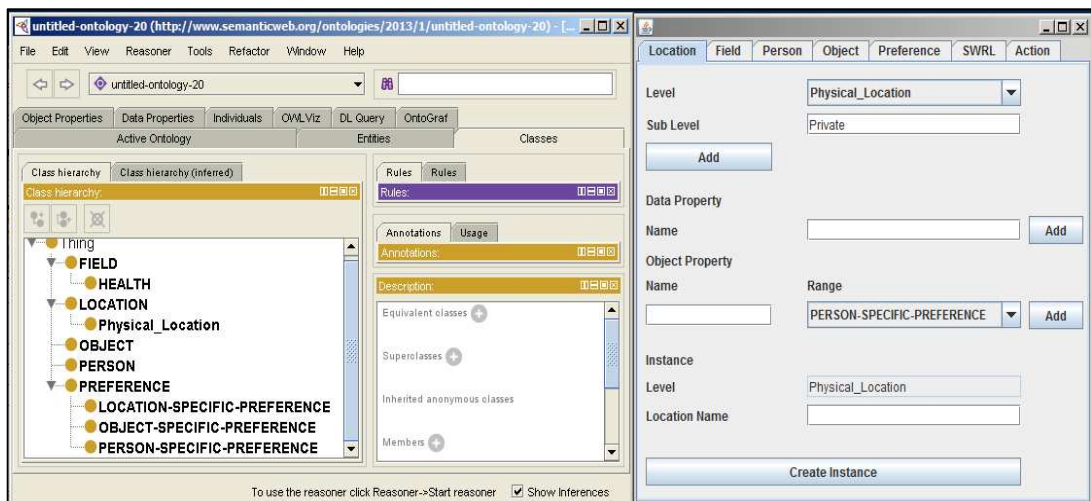 untitled-ontology-20 (http://www.semanticweb.org/ontologies/2013/1/untitled-ontology-20) - [...
File Edit View Reasoner Tools Refactor Window Help
untitled-ontology-20
Object Properties Data Properties Individuals OWLViz DL Query OntoGraf
Active Ontology Entities Classes
Class hierarchy Class hierarchy (inferred)
Class hierarchy:
Thing
FIELD
HEALTH
LOCATION
Physical_Location
OBJECT
PERSON
PREFERENCE
LOCATION-SPECIFIC-PREFERENCE
OBJECT-SPECIFIC-PREFERENCE
PERSON-SPECIFIC-PREFERENCE
Rules Rules
Rules:
Annotations Usage
Annotations:
Description:
Equivalent classes
Superclasses
Inherited anonymous classes
Members
To use the reasoner click Reasoner->Start reasoner Show Inferences
Location Field Person Object Preference SWRL Action
Level Physical_Location
Sub Level Private
Add
Data Property
Name Add
Object Property
Name Range
PERSON-SPECIFIC-PREFERENCE Add
Instance
Level Physical_Location
Location Name
Create Instance